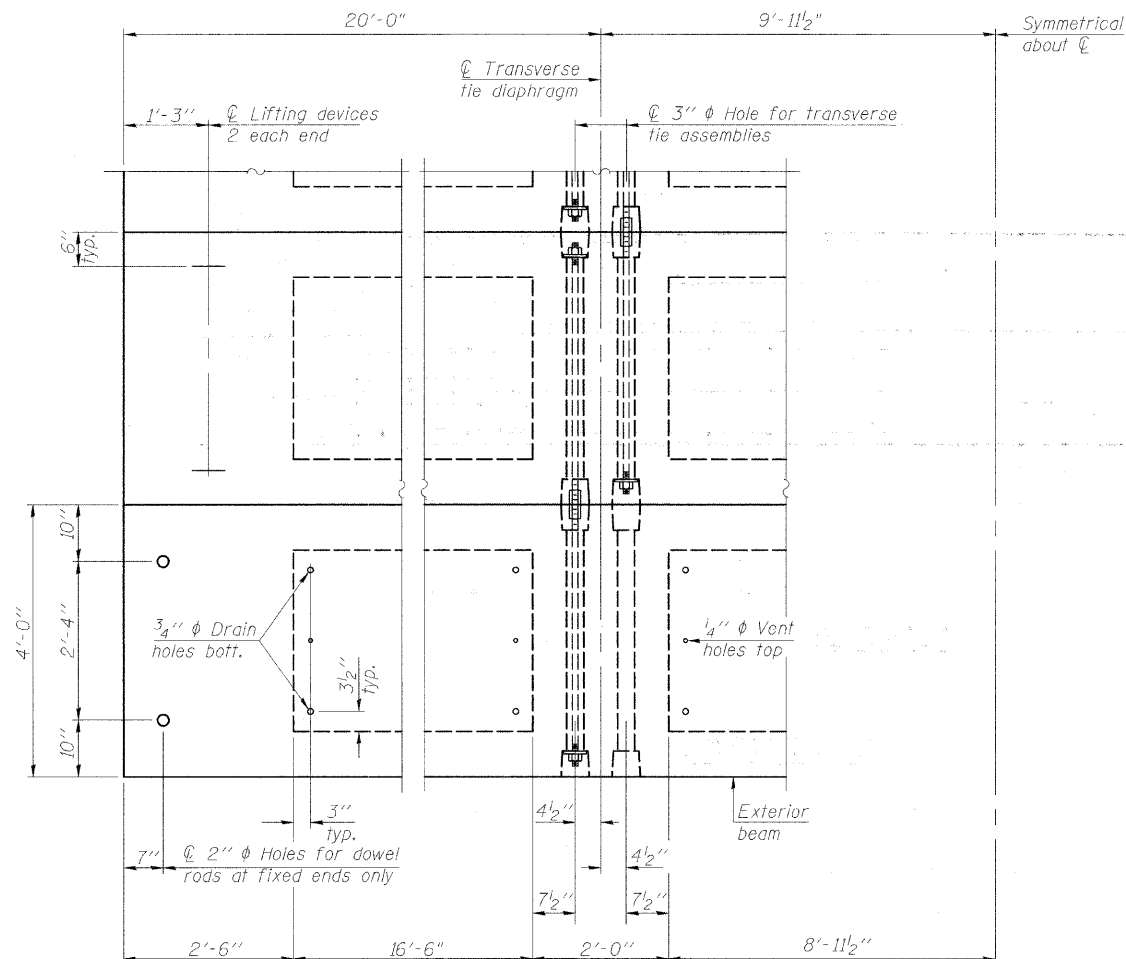 20'-0"
9'-11½"
Symmetrical
about ℄
℄ Transverse
tie diaphragm
1'-3"
℄ Lifting devices
2 each end
℄ 3" ϕ Hole for transverse
tie assemblies
6"
typ.
10"
2'-4"
4'-0"
10"
¾" ϕ Drain
holes bott.
3½"
typ.
¼" ϕ Vent
holes top
3"
typ.
4½"
Exterior
beam
7"
℄ 2" ϕ Holes for dowel
rods at fixed ends only
4½"
7½"
7½"
2'-6"
16'-6"
2'-0"
8'-11½"